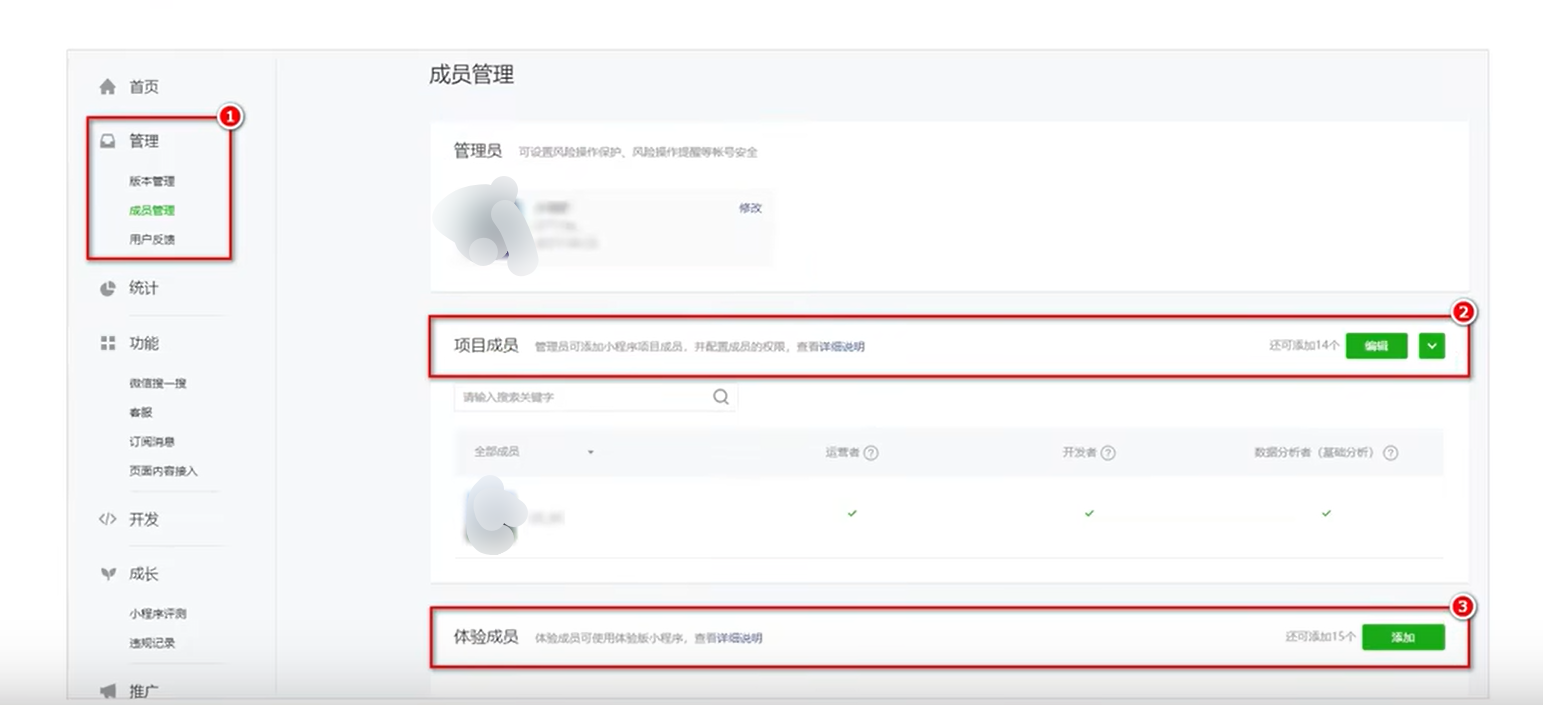 首页
管理
版本管理
成员管理
用户反馈
统计
功能
微信搜一搜
客服
订阅消息
页面内容接入
开发
成长
小程序评测
违规记录
推广
1
成员管理
管理员 可设置风险操作保护、风险操作提醒等帐号安全
修改
2
项目成员 管理员可添加小程序项目成员，并配置成员的权限，查看详细说明 还可添加14个 编辑
请输入搜索关键字
全部成员 运营者 ? 开发者 ? 数据分析者（基础分析） ?
3
体验成员 体验成员可使用体验版小程序，查看详细说明 还可添加15个 添加